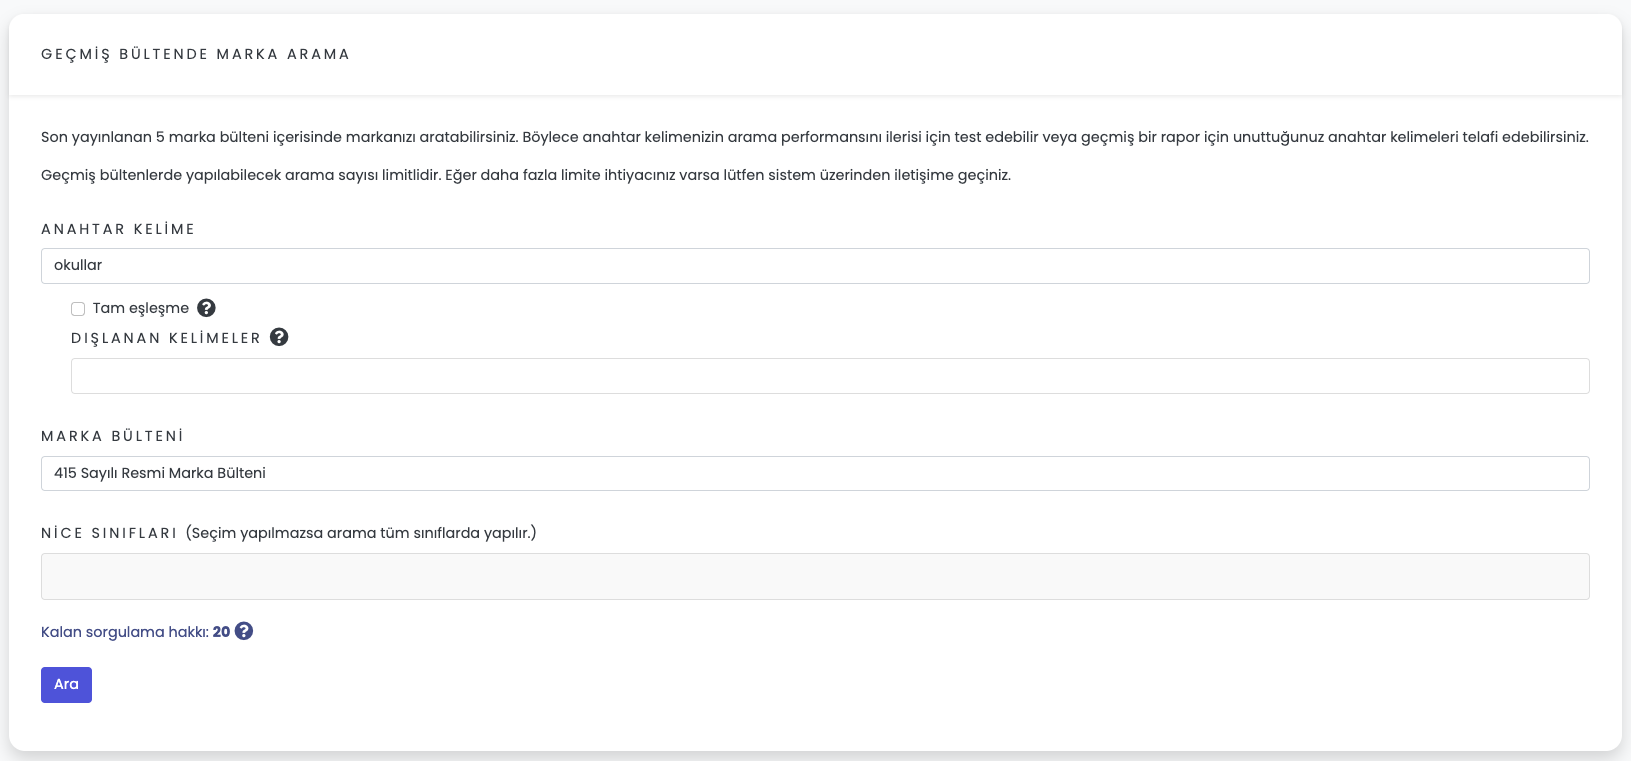 GEÇMİŞ BÜLTENDE MARKA ARAMA
Son yayınlanan 5 marka bülteni içerisinde markanızı aratabilirsiniz. Böylece anahtar kelimenizin arama performansını ilerisi için test edebilir veya geçmiş bir rapor için unuttuğunuz anahtar kelimeleri telafi edebilirsiniz.
Geçmiş bültenlerde yapılabilecek arama sayısı limitlidir. Eğer daha fazla limite ihtiyacınız varsa lütfen sistem üzerinden iletişime geçiniz.
ANAHTAR KELİME
okullar
Tam eşleşme ?
DIŞLANAN KELİMELER ?
MARKA BÜLTENİ
415 Sayılı Resmi Marka Bülteni
NİCE SINIFLARI (Seçim yapılmazsa arama tüm sınıflarda yapılır.)
Kalan sorgulama hakkı: 20 ?
Ara